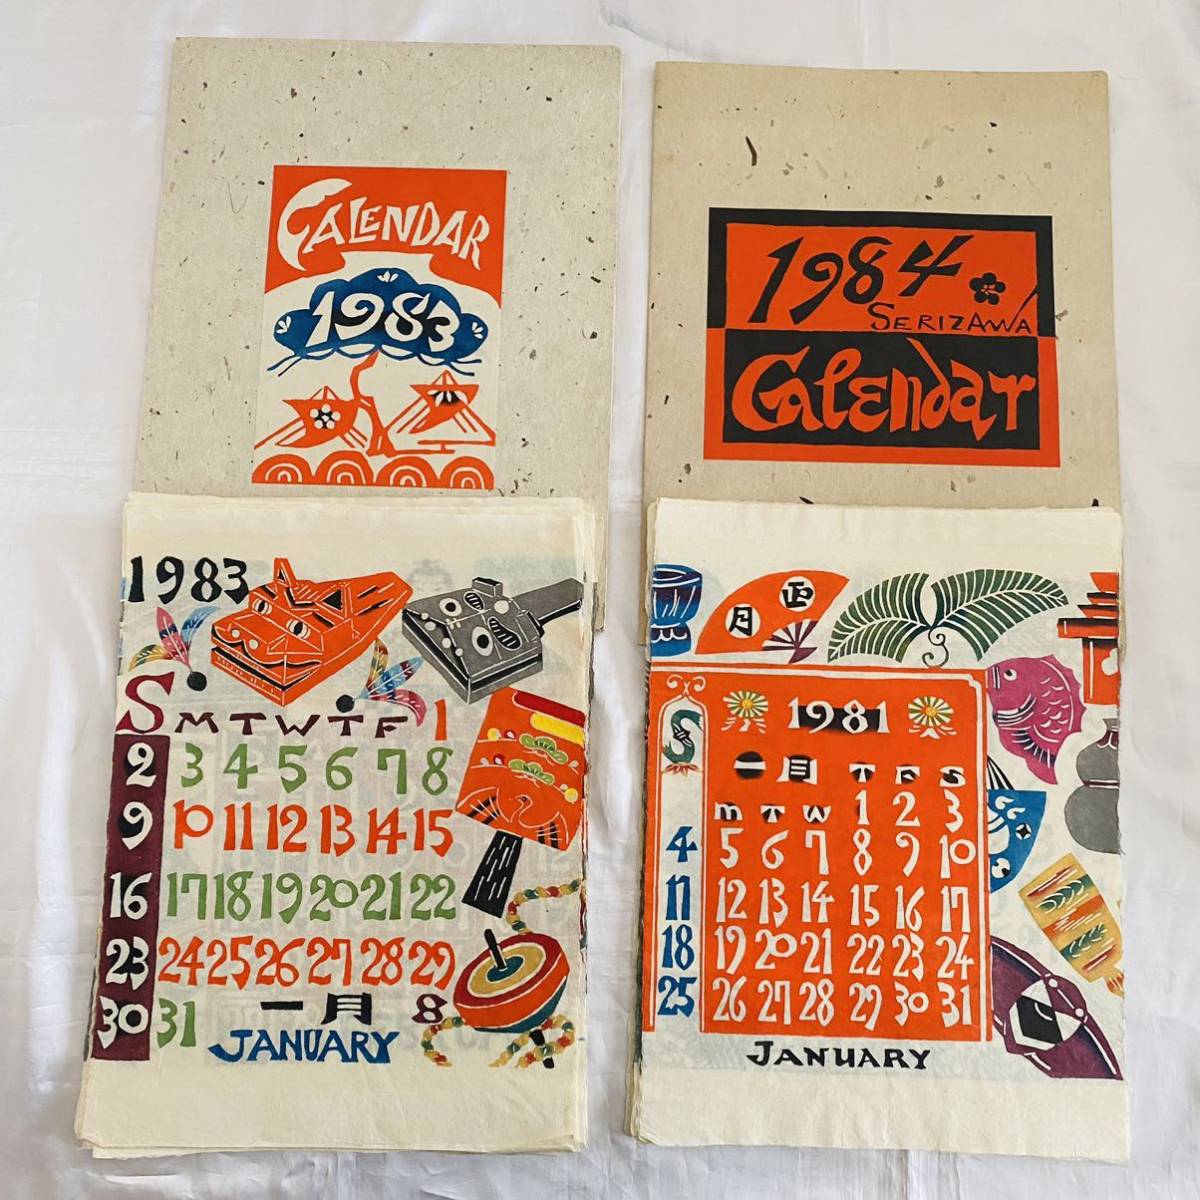 CALENDAR
1983
1984
SERIZAWA
Calendar
1983
S M T W T F
1
2 3 4 5 6 7 8
9 10 11 12 13 14 15
16 17 18 19 20 21 22
23 24 25 26 27 28 29
30 31
一月
JANUARY
正
月
1981
S 一月 T F S
M T W 1 2 3
4 5 6 7 8 9 10
11 12 13 14 15 16 17
18 19 20 21 22 23 24
25 26 27 28 29 30 31
JANUARY